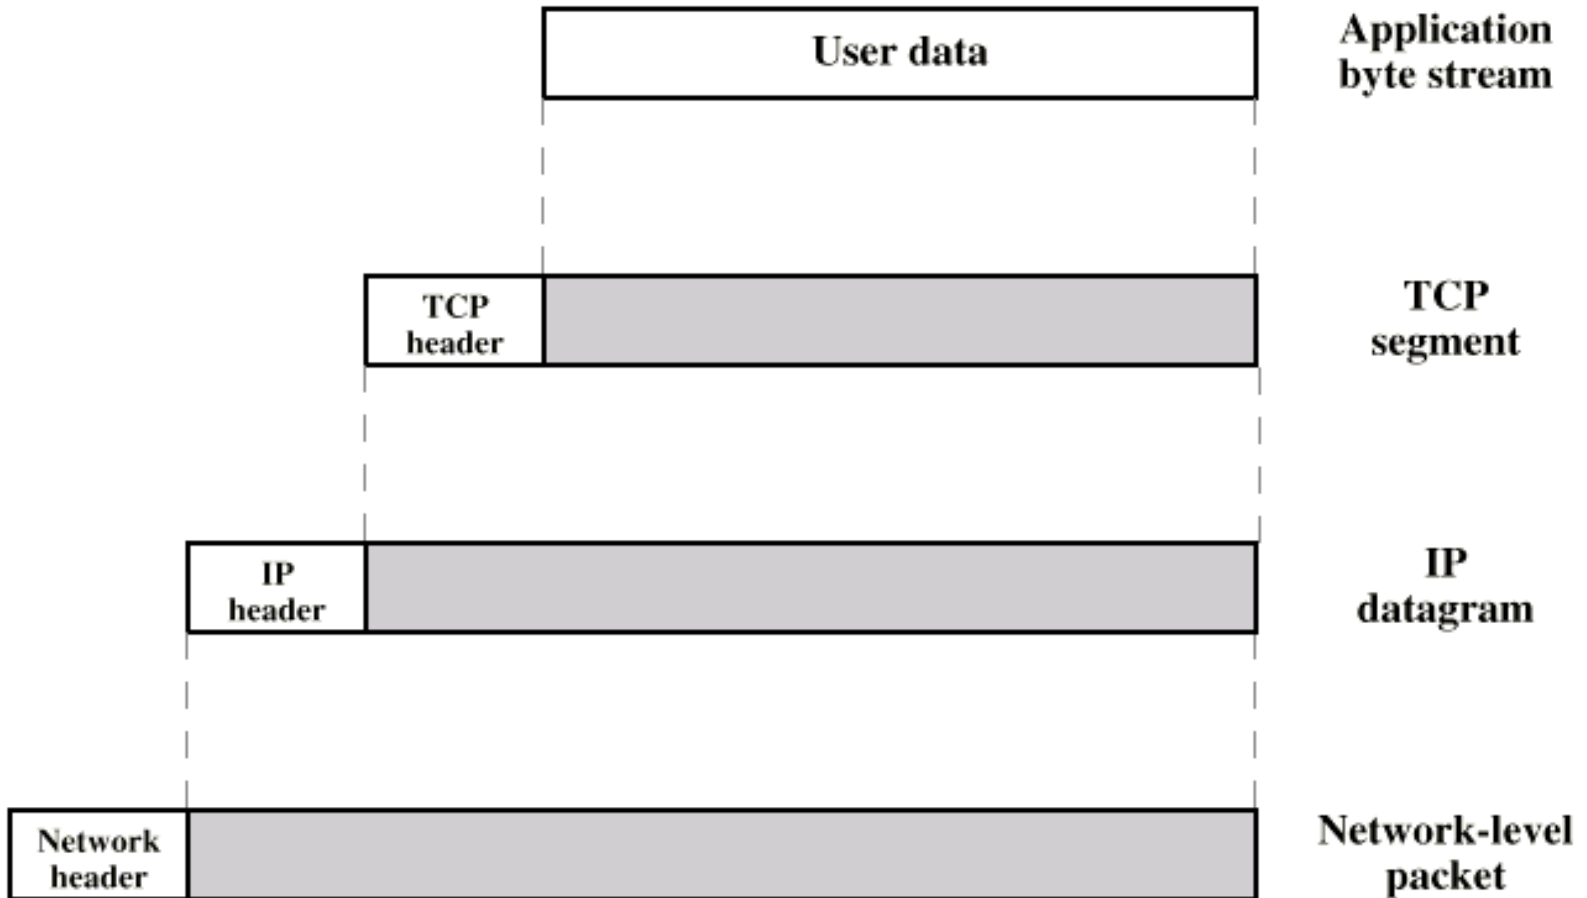 User data
Application
byte stream
TCP
header
TCP
segment
IP
header
IP
datagram
Network
header
Network-level
packet